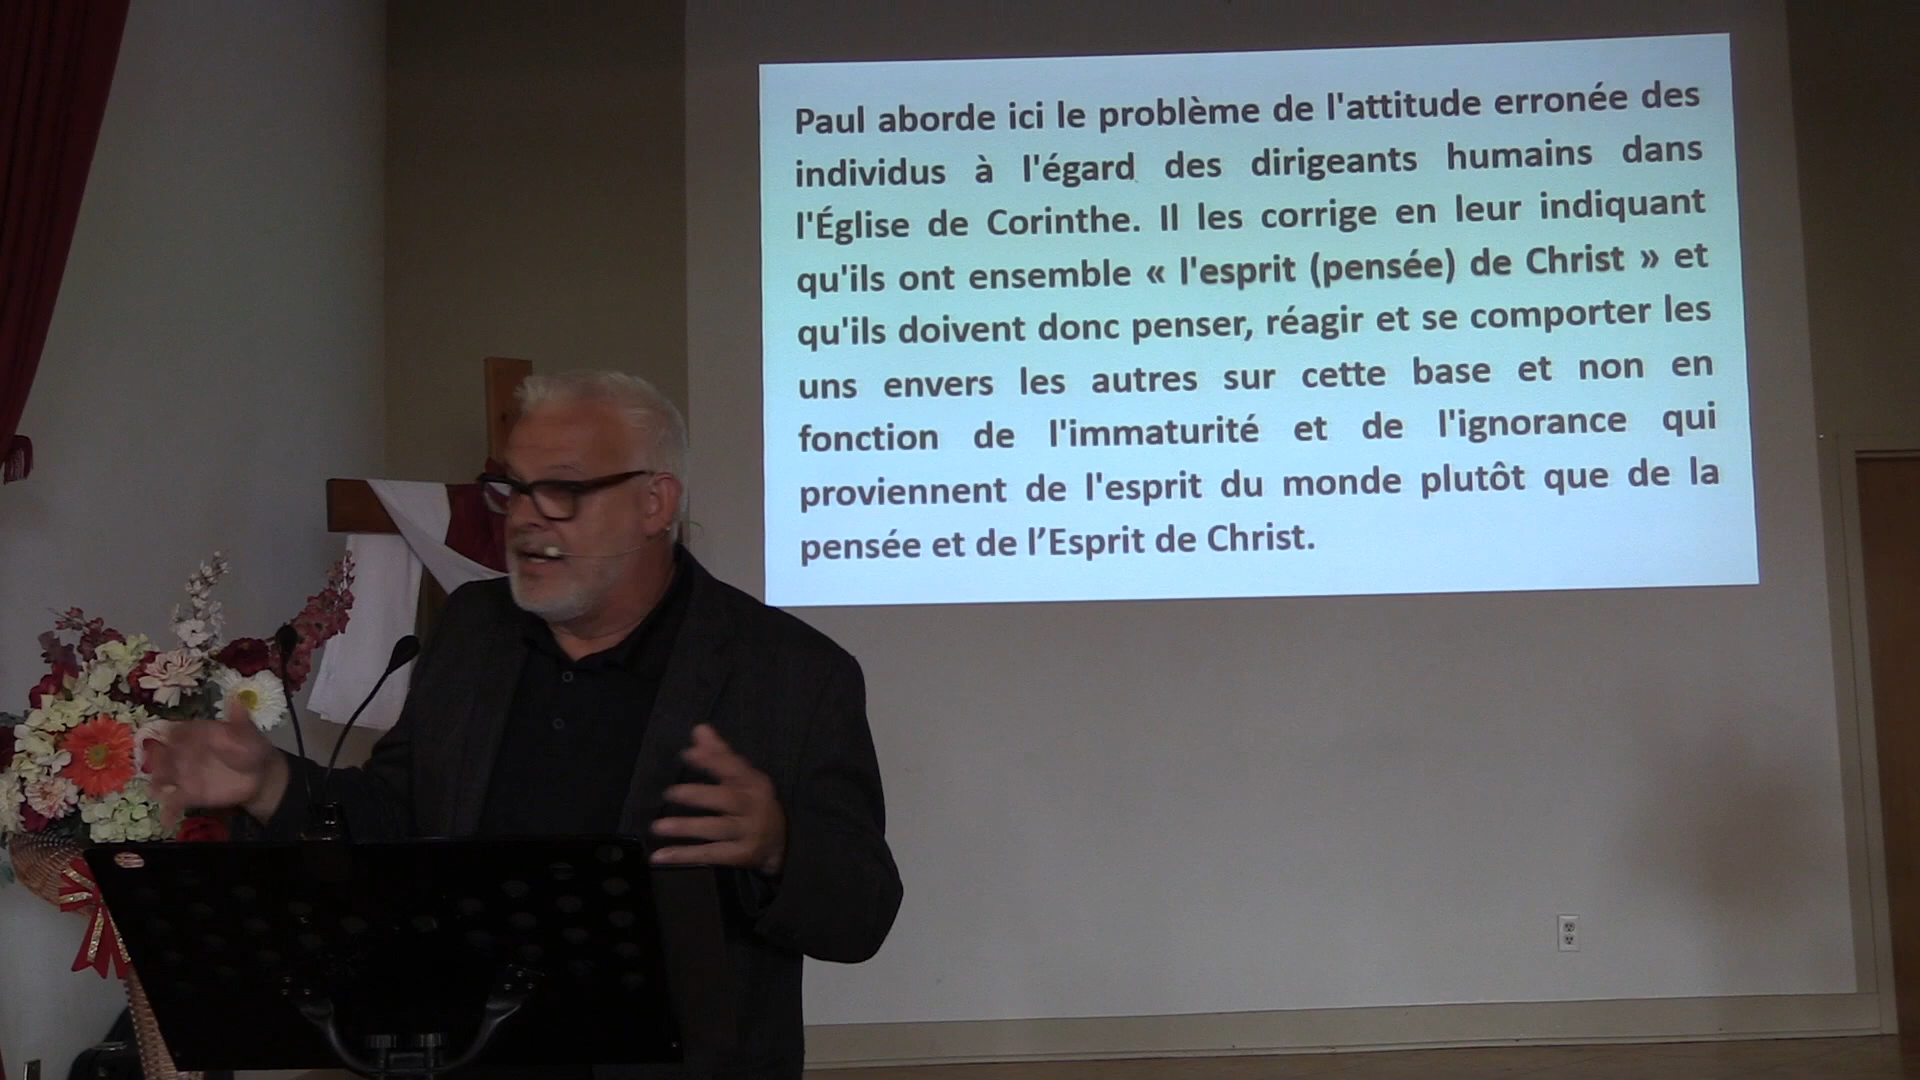 Paul aborde ici le problème de l'attitude erronée des
individus à l'égard des dirigeants humains dans
l'Église de Corinthe. Il les corrige en leur indiquant
qu'ils ont ensemble « l'esprit (pensée) de Christ » et
qu'ils doivent donc penser, réagir et se comporter les
uns envers les autres sur cette base et non en
fonction de l'immaturité et de l'ignorance qui
proviennent de l'esprit du monde plutôt que de la
pensée et de l’Esprit de Christ.